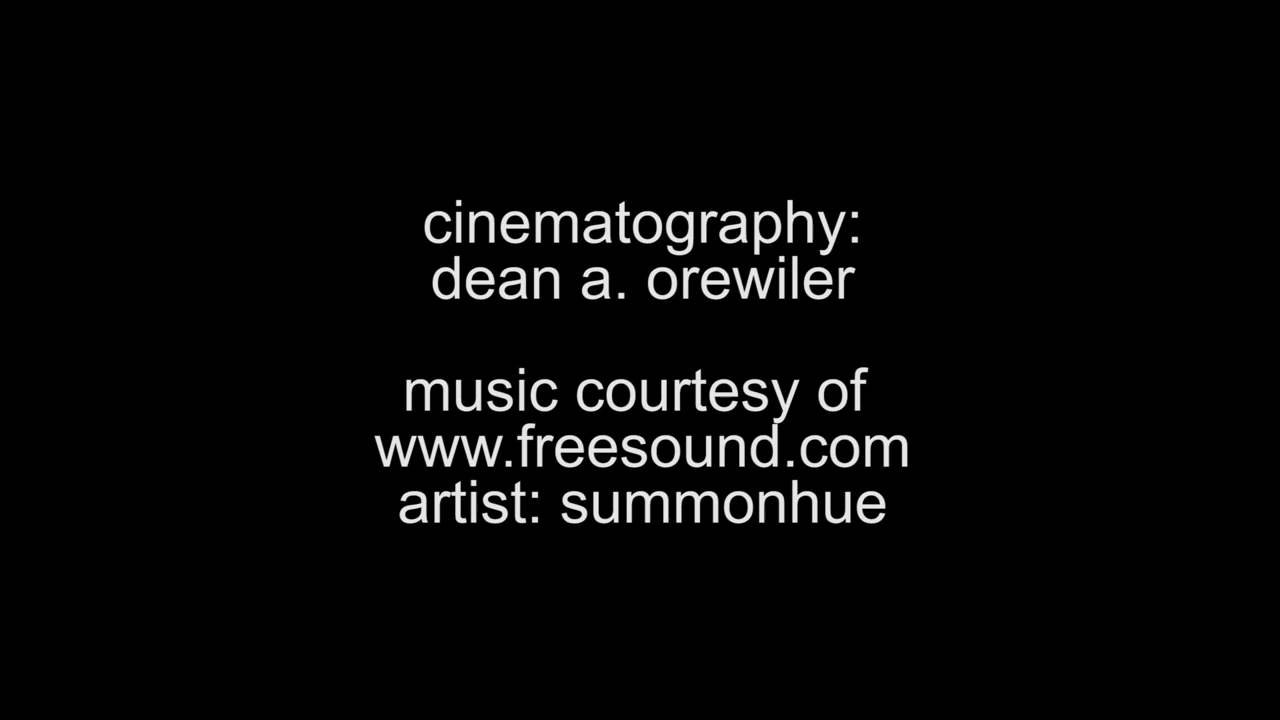 cinematography:
dean a. orewiler
music courtesy of
www.freesound.com
artist: summonhue